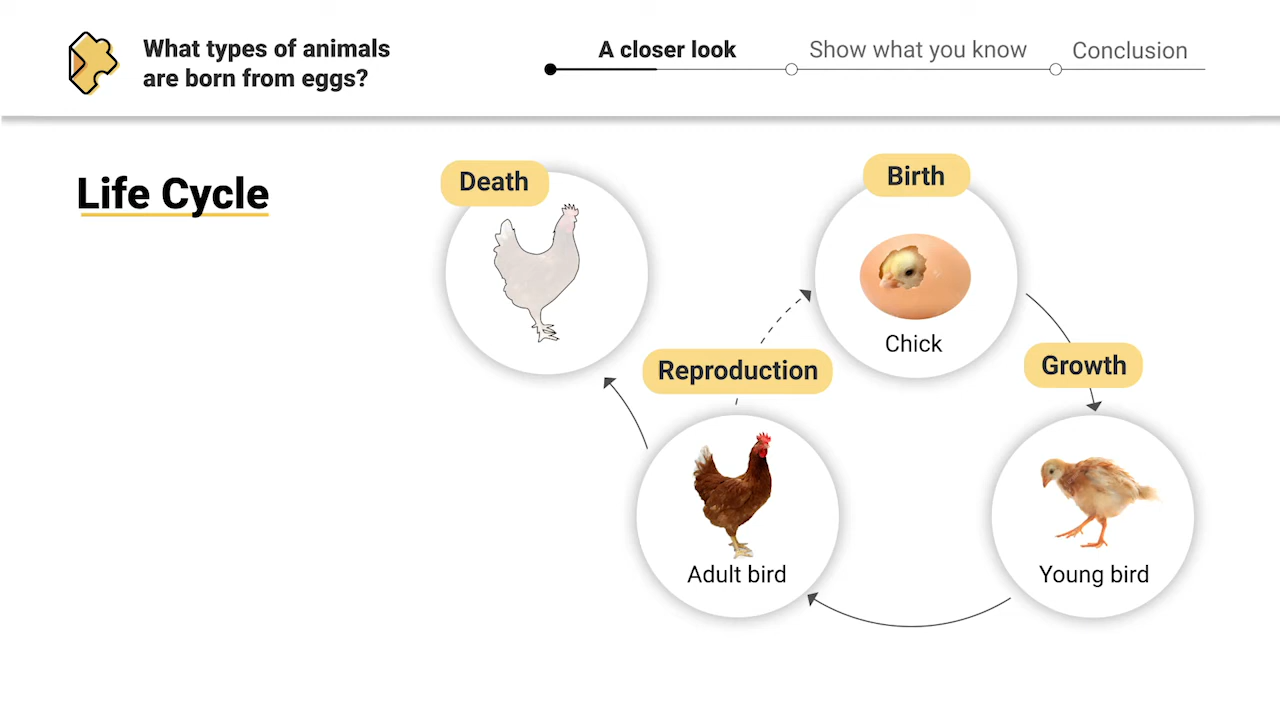 What types of animals
are born from eggs?
A closer look
Show what you know
Conclusion
Life Cycle
Death
Birth
Chick
Reproduction
Growth
Adult bird
Young bird